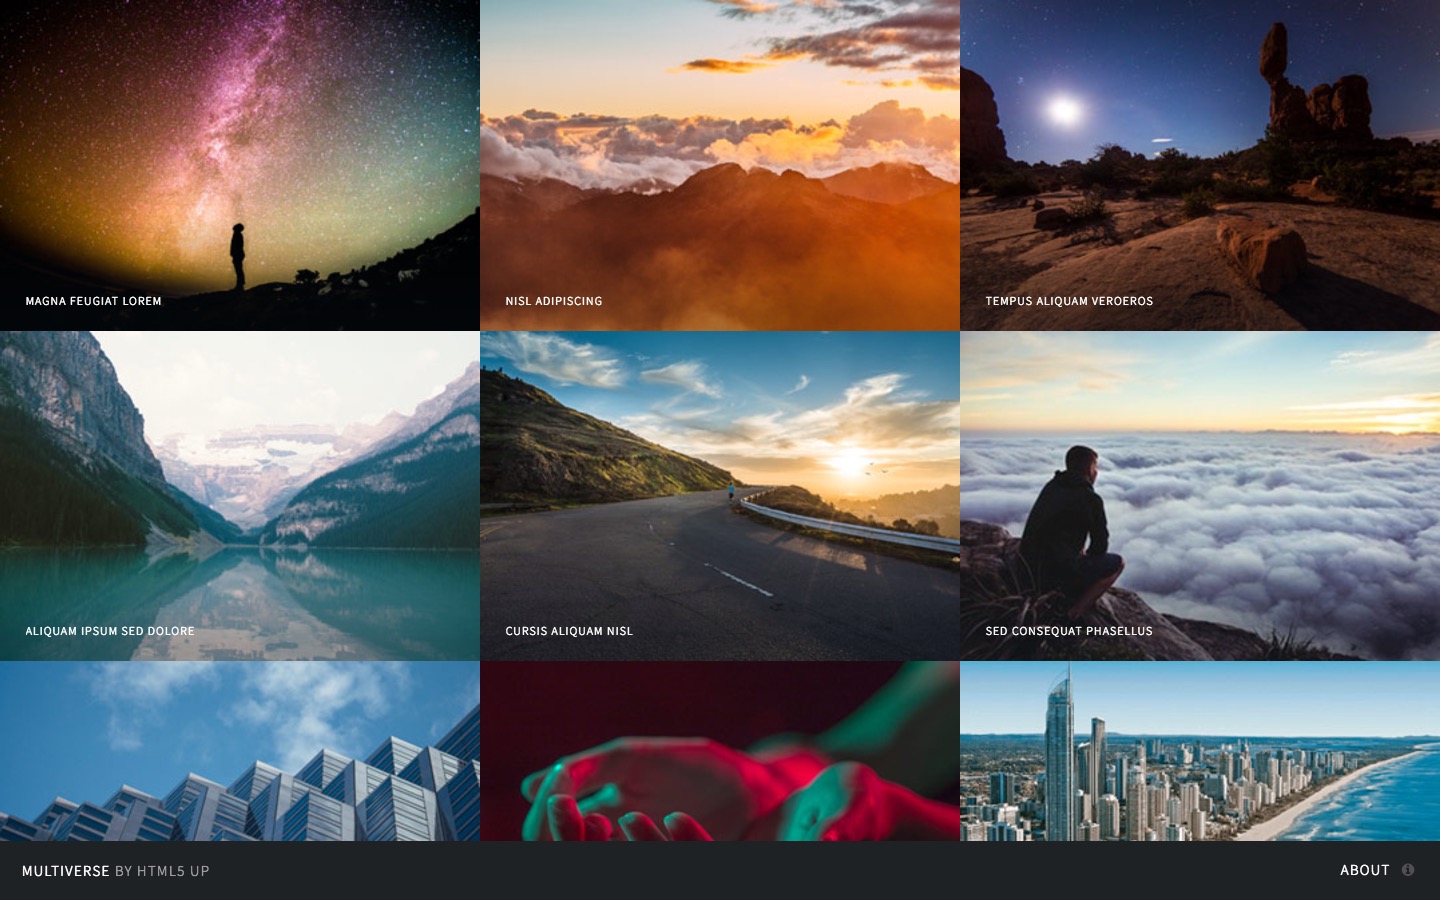 MAGNA FEUGIAT LOREM
NISL ADIPISCING
TEMPUS ALIQUAM VEROEROS
ALIQUAM IPSUM SED DOLORE
CURSIS ALIQUAM NISL
SED CONSEQUAT PHASELLUS
MULTIVERSE BY HTML5 UP
ABOUT